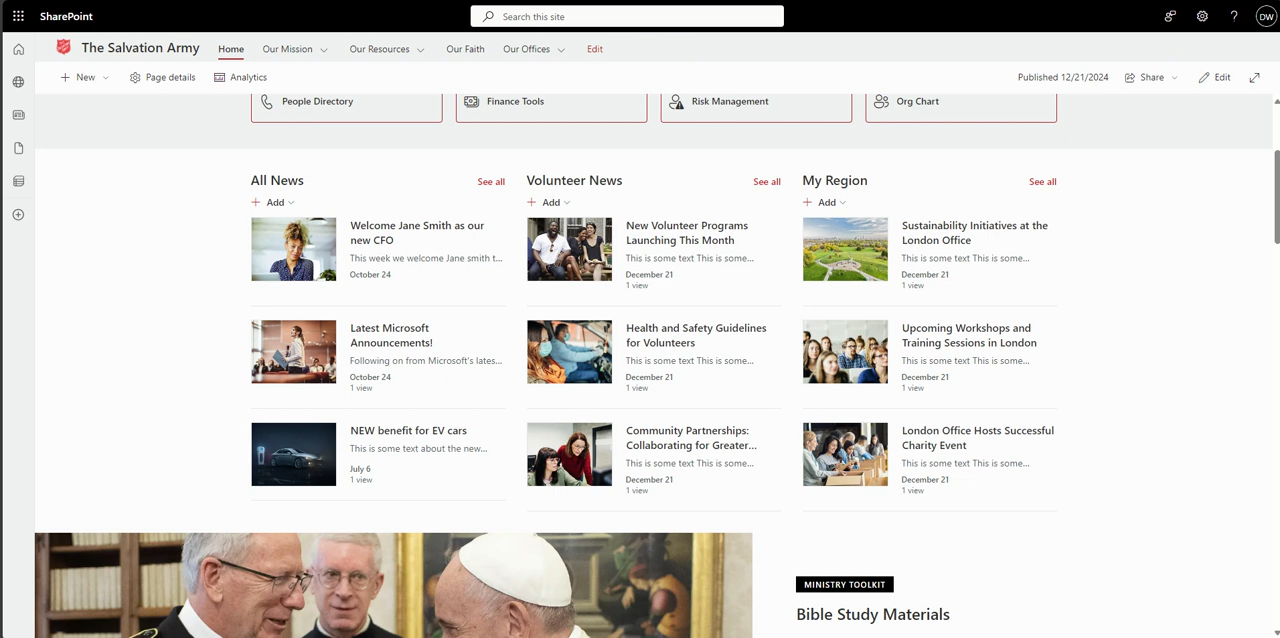 SharePoint
Search this site
DW
The Salvation Army
Home
Our Mission
Our Resources
Our Faith
Our Offices
Edit
New
Page details
Analytics
Published 12/21/2024
Share
Edit
People Directory
Finance Tools
Risk Management
Org Chart
All News
See all
Add
Welcome Jane Smith as our
new CFO
This week we welcome Jane smith t...
October 24
Latest Microsoft
Announcements!
Following on from Microsoft's lates...
October 24
1 view
NEW benefit for EV cars
This is some text about the new...
July 6
1 view
Volunteer News
See all
Add
New Volunteer Programs
Launching This Month
This is some text This is some...
December 21
1 view
Health and Safety Guidelines
for Volunteers
This is some text This is some...
December 21
1 view
Community Partnerships:
Collaborating for Greater...
This is some text This is some...
December 21
1 view
My Region
See all
Add
Sustainability Initiatives at the
London Office
This is some text This is some...
December 21
1 view
Upcoming Workshops and
Training Sessions in London
This is some text This is some...
December 21
1 view
London Office Hosts Successful
Charity Event
This is some text This is some...
December 21
1 view
MINISTRY TOOLKIT
Bible Study Materials